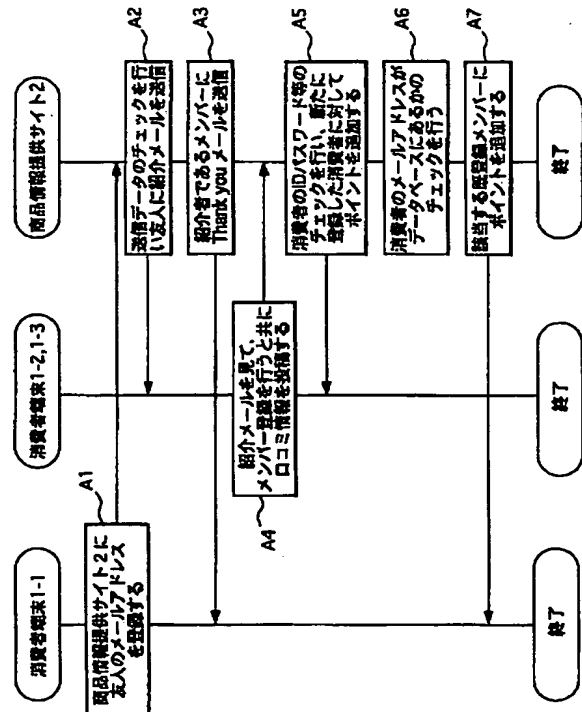 消費者端末1-1
消費者端末1-2,1-3
商品情報提供サイト2
A1
商品情報提供サイト2に
友人のメールアドレス
を登録する
A2
送信データのチェックを行
い友人に紹介メールを送信
A3
紹介者であるメンバーに
Thank you メールを送信
A4
紹介メールを見て、
メンバー登録を行うと共に
口コミ情報を投稿する
A5
消費者のIDパスワード等の
チェックを行い、新たに
登録した消費者に対して
ポイントを追加する
A6
消費者のメールアドレスが
データベースにあるかの
チェックを行う
A7
該当する既登録メンバーに
ポイントを追加する
終了
終了
終了